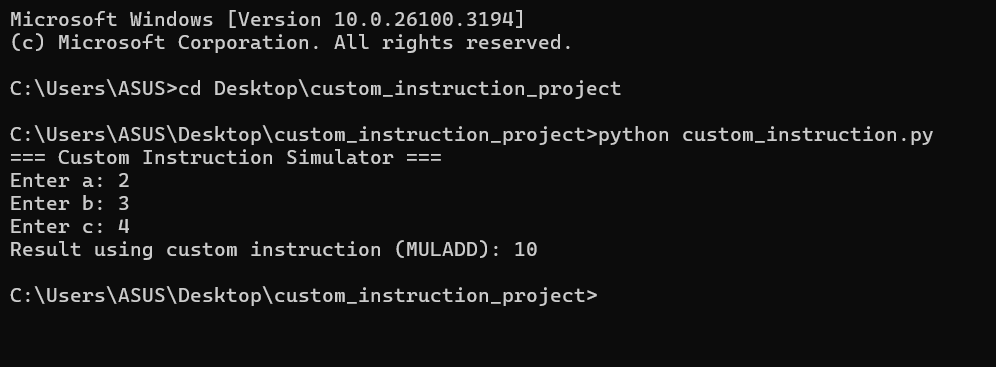 Microsoft Windows [Version 10.0.26100.3194]
(c) Microsoft Corporation. All rights reserved.
C:\Users\ASUS>cd Desktop\custom_instruction_project
C:\Users\ASUS\Desktop\custom_instruction_project>python custom_instruction.py
=== Custom Instruction Simulator ===
Enter a: 2
Enter b: 3
Enter c: 4
Result using custom instruction (MULADD): 10
C:\Users\ASUS\Desktop\custom_instruction_project>